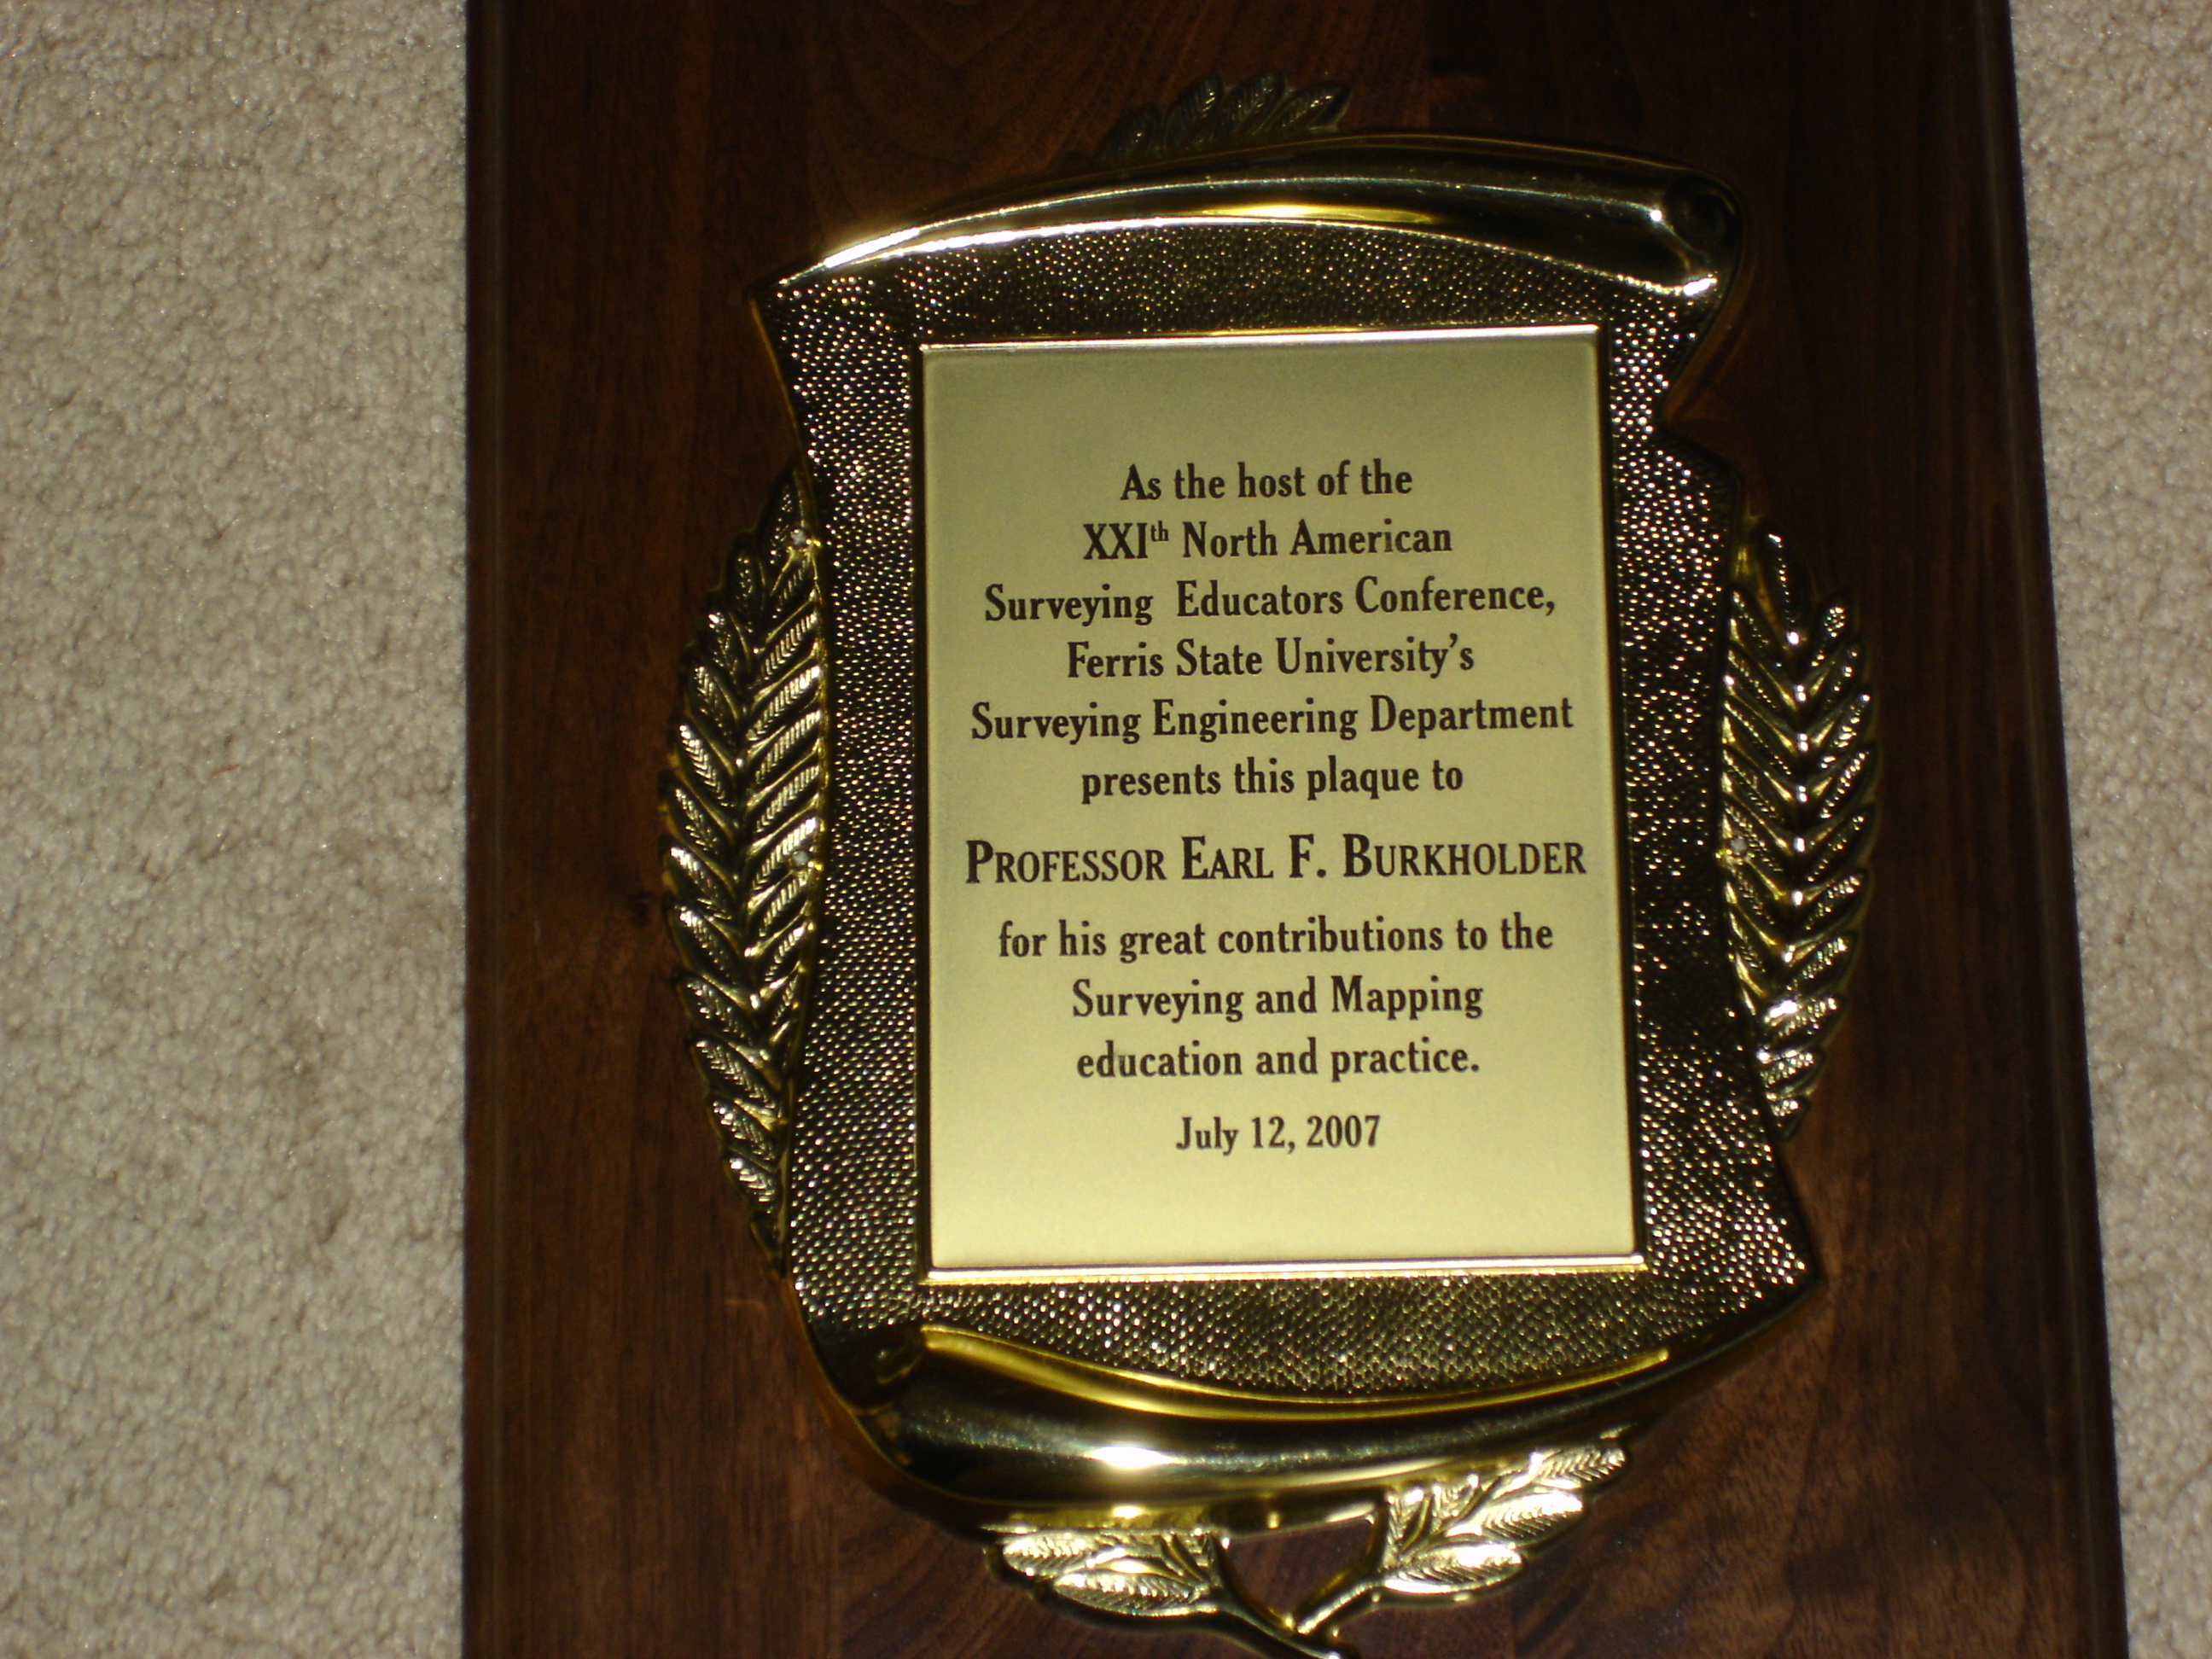 As the host of the
XXIth North American
Surveying Educators Conference,
Ferris State University's
Surveying Engineering Department
presents this plaque to
PROFESSOR EARL F. BURKHOLDER
for his great contributions to the
Surveying and Mapping
education and practice.
July 12, 2007